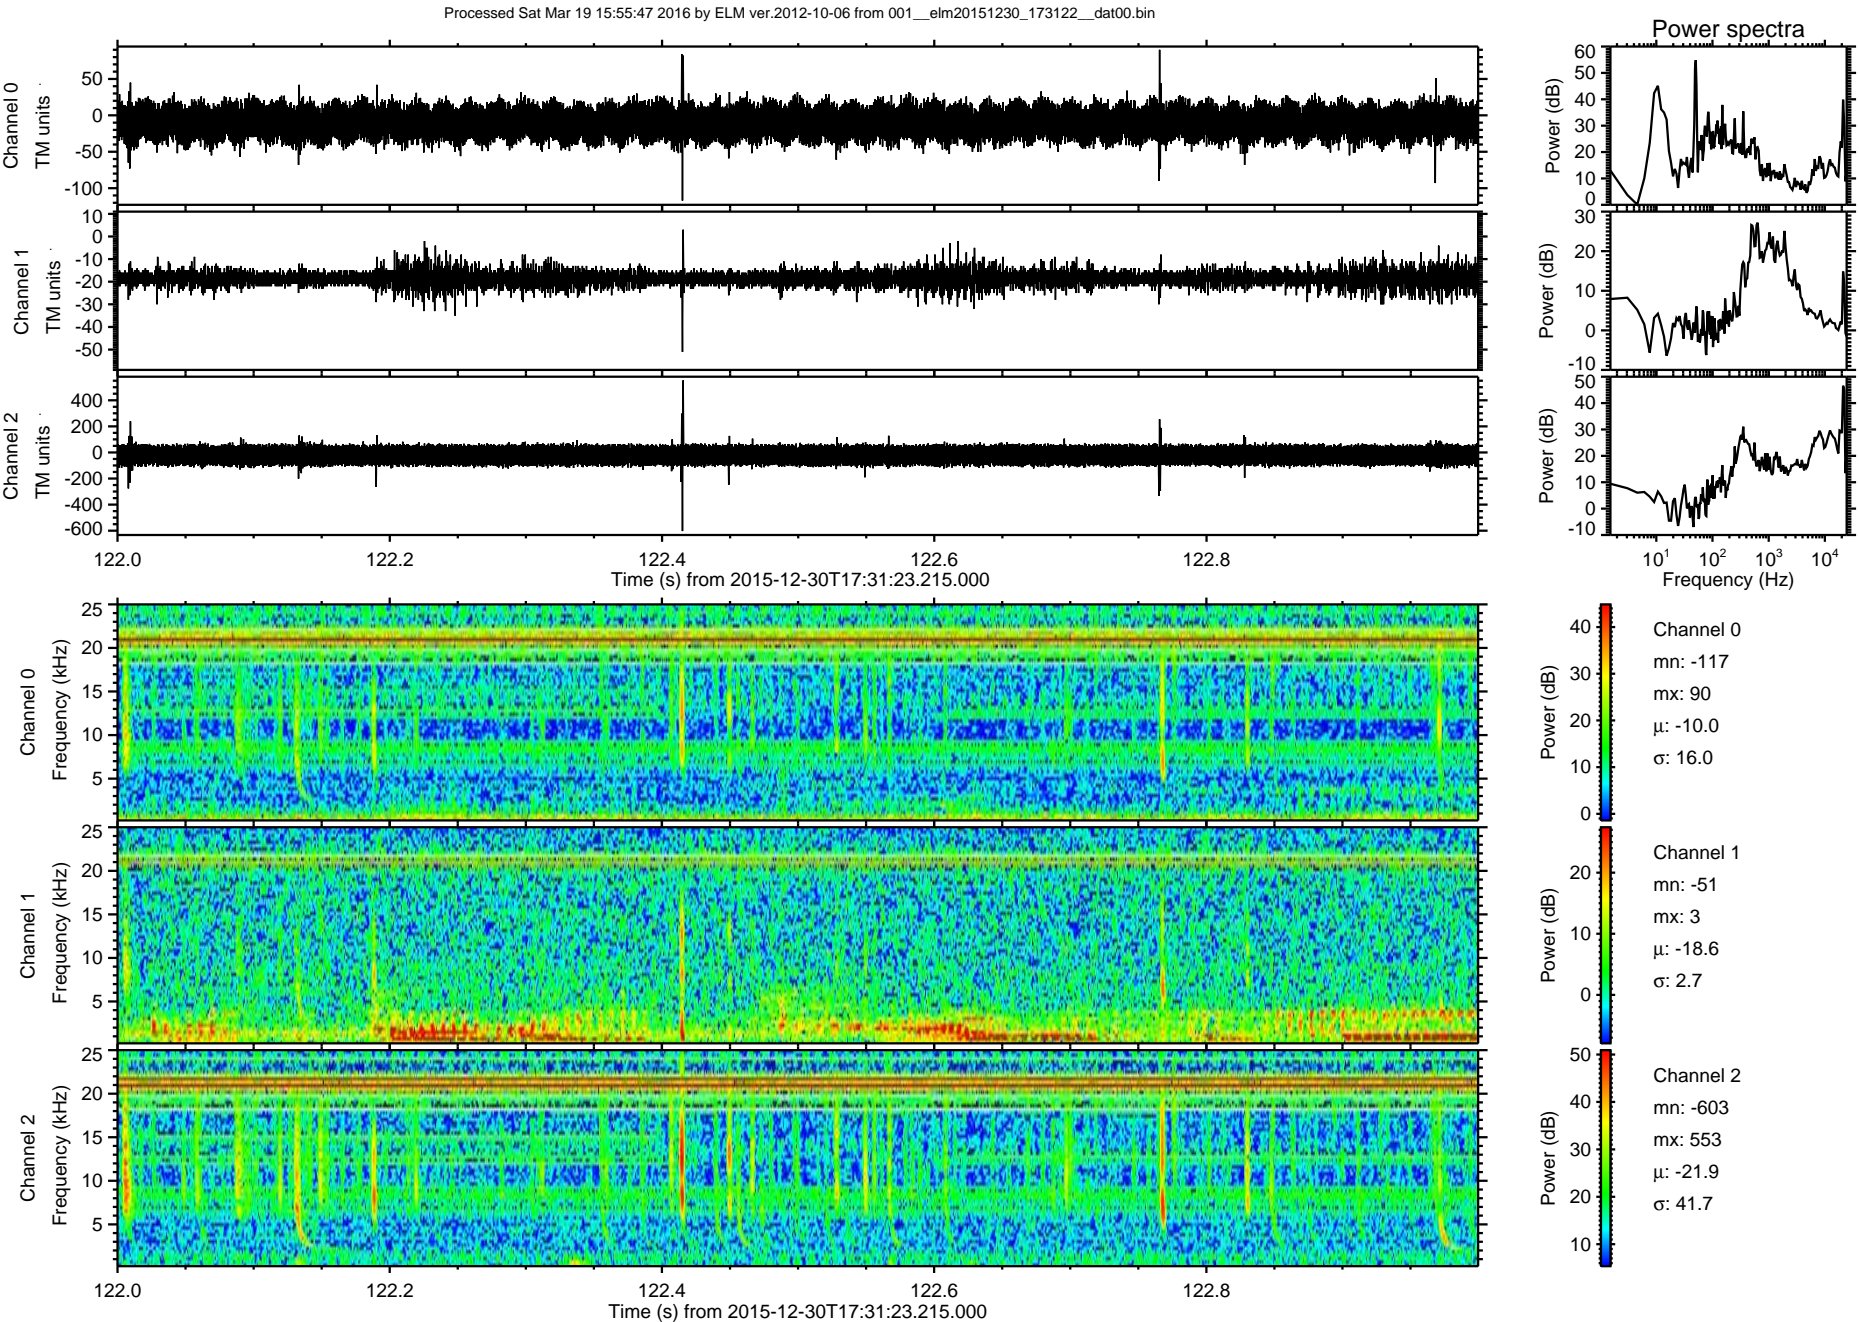 Processed Sat Mar 19 15:55:47 2016 by ELM ver.2012-10-06 from 001__elm20151230_173122__dat00.bin
Power spectra
Channel 0
TM units
50
0
-50
-100
Power (dB)
60
50
40
30
20
10
0
Channel 1
TM units
10
0
-10
-20
-30
-40
-50
Power (dB)
30
20
10
0
-10
Channel 2
TM units
400
200
0
-200
-400
-600
Power (dB)
50
40
30
20
10
0
-10
122.0 122.2 122.4 122.6 122.8
Time (s) from 2015-12-30T17:31:23.215.000
10¹ 10² 10³ 10⁴
Frequency (Hz)
Channel 0
Frequency (kHz)
25
20
15
10
5
Power (dB)
40
30
20
10
0
Channel 0
mn: -117
mx: 90
μ: -10.0
σ: 16.0
Channel 1
Frequency (kHz)
25
20
15
10
5
Power (dB)
20
10
0
Channel 1
mn: -51
mx: 3
μ: -18.6
σ: 2.7
Channel 2
Frequency (kHz)
25
20
15
10
5
Power (dB)
50
40
30
20
10
Channel 2
mn: -603
mx: 553
μ: -21.9
σ: 41.7
122.0 122.2 122.4 122.6 122.8
Time (s) from 2015-12-30T17:31:23.215.000